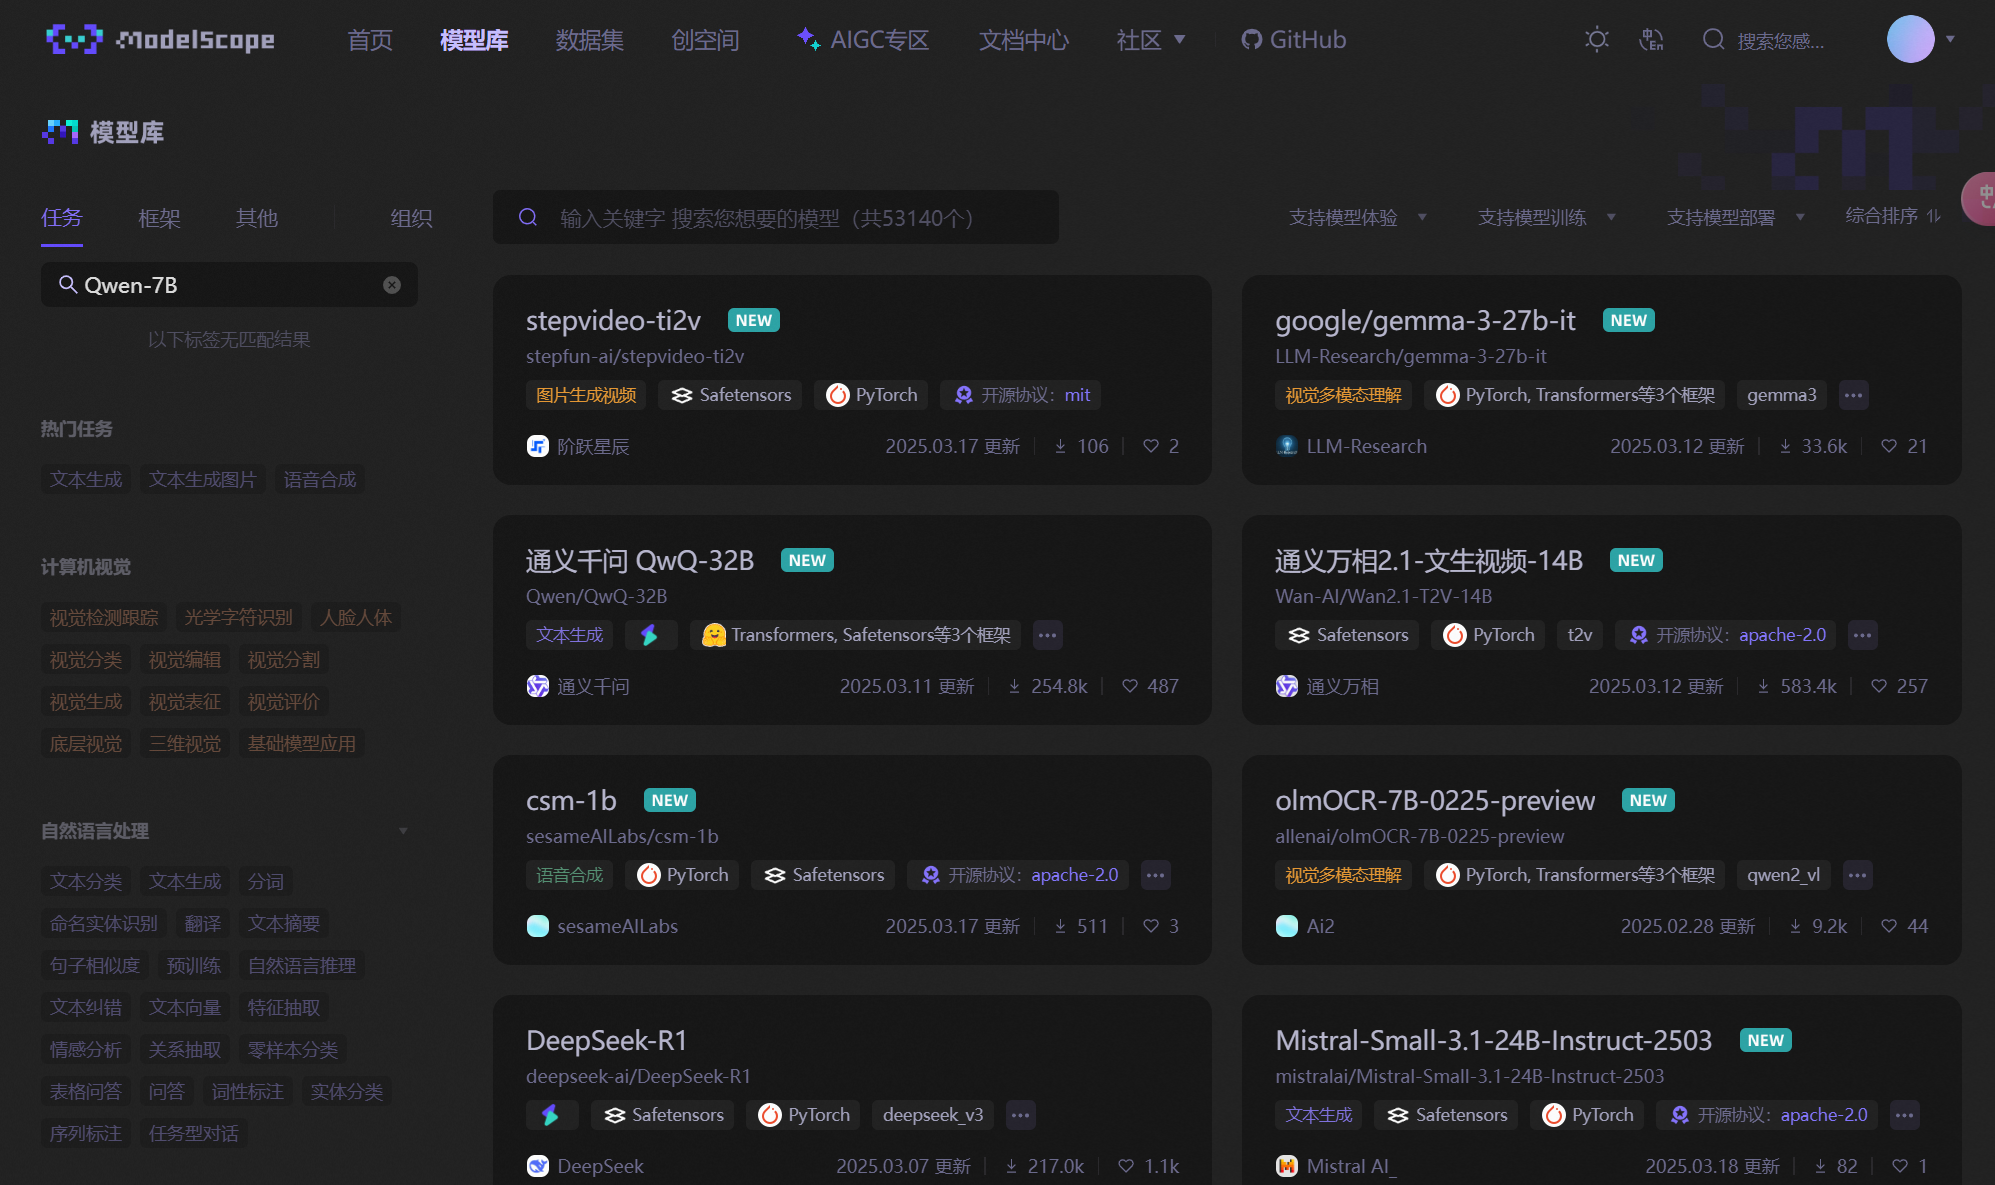 ModelScope
首页
模型库
数据集
创空间
AIGC专区
文档中心
社区
GitHub
搜索您感...
模型库
任务
框架
其他
组织
输入关键字 搜索您想要的模型（共53140个）
支持模型体验
支持模型训练
支持模型部署
综合排序
中
Qwen-7B
以下标签无匹配结果
热门任务
文本生成
文本生成图片
语音合成
计算机视觉
视觉检测跟踪
光学字符识别
人脸人体
视觉分类
视觉编辑
视觉分割
视觉生成
视觉表征
视觉评价
底层视觉
三维视觉
基础模型应用
自然语言处理
文本分类
文本生成
分词
命名实体识别
翻译
文本摘要
句子相似度
预训练
自然语言推理
文本纠错
文本向量
特征抽取
情感分析
关系抽取
零样本分类
表格问答
问答
词性标注
实体分类
序列标注
任务型对话
stepvideo-ti2v NEW
stepfun-ai/stepvideo-ti2v
图片生成视频 Safetensors PyTorch 开源协议：mit
阶跃星辰 2025.03.17 更新 106 2
google/gemma-3-27b-it NEW
LLM-Research/gemma-3-27b-it
视觉多模态理解 PyTorch, Transformers等3个框架 gemma3 ···
LLM-Research 2025.03.12 更新 33.6k 21
通义千问 QwQ-32B NEW
Qwen/QwQ-32B
文本生成 Transformers, Safetensors等3个框架 ···
通义千问 2025.03.11 更新 254.8k 487
通义万相2.1-文生视频-14B NEW
Wan-AI/Wan2.1-T2V-14B
Safetensors PyTorch t2v 开源协议：apache-2.0 ···
通义万相 2025.03.12 更新 583.4k 257
csm-1b NEW
sesameAILabs/csm-1b
语音合成 PyTorch Safetensors 开源协议：apache-2.0 ···
sesameAILabs 2025.03.17 更新 511 3
olmOCR-7B-0225-preview NEW
allenai/olmOCR-7B-0225-preview
视觉多模态理解 PyTorch, Transformers等3个框架 qwen2_vl ···
Ai2 2025.02.28 更新 9.2k 44
DeepSeek-R1
deepseek-ai/DeepSeek-R1
Safetensors PyTorch deepseek_v3 ···
DeepSeek 2025.03.07 更新 217.0k 1.1k
Mistral-Small-3.1-24B-Instruct-2503 NEW
mistralai/Mistral-Small-3.1-24B-Instruct-2503
文本生成 Safetensors PyTorch 开源协议：apache-2.0 ···
Mistral AI_ 2025.03.18 更新 82 1